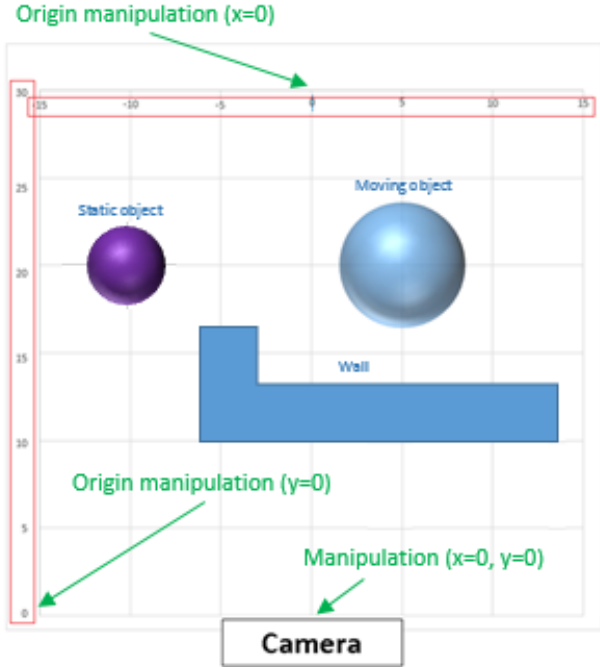 Origin manipulation (x=0)
30
-15 -10 -5 0 5 10 15
Moving object
25
Static object
20
15
Wall
10
Origin manipulation (y=0)
5
Manipulation (x=0, y=0)
0
Camera